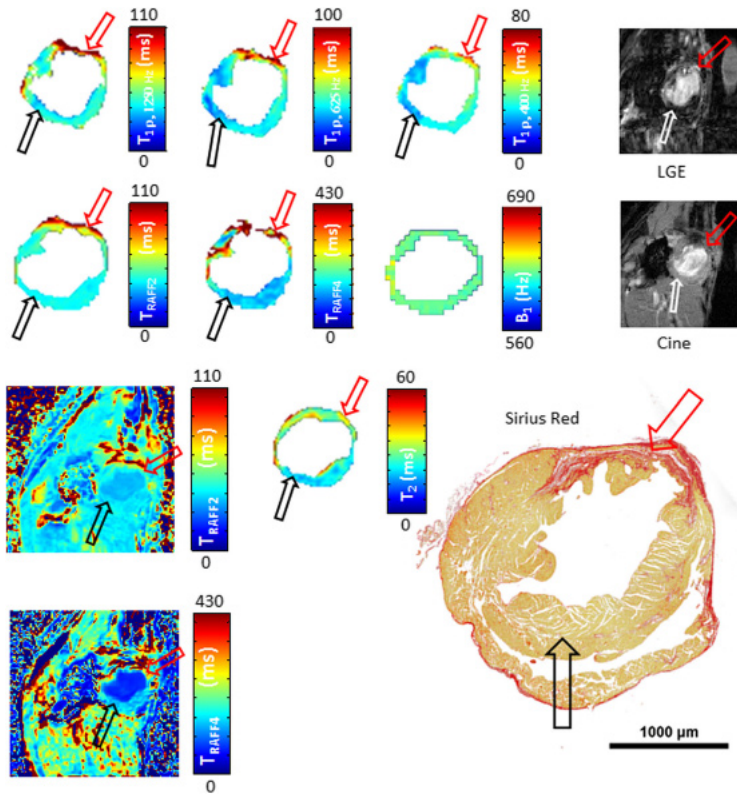 110
T1ρ, 1250 Hz (ms)
0
100
T1ρ, 625 Hz (ms)
0
80
T1ρ, 400 Hz (ms)
0
LGE
110
TRAFF2 (ms)
0
430
TRAFF4 (ms)
0
690
B1 (Hz)
560
Cine
110
TRAFF2 (ms)
0
60
T2 (ms)
0
Sirius Red
430
TRAFF4 (ms)
0
1000 µm